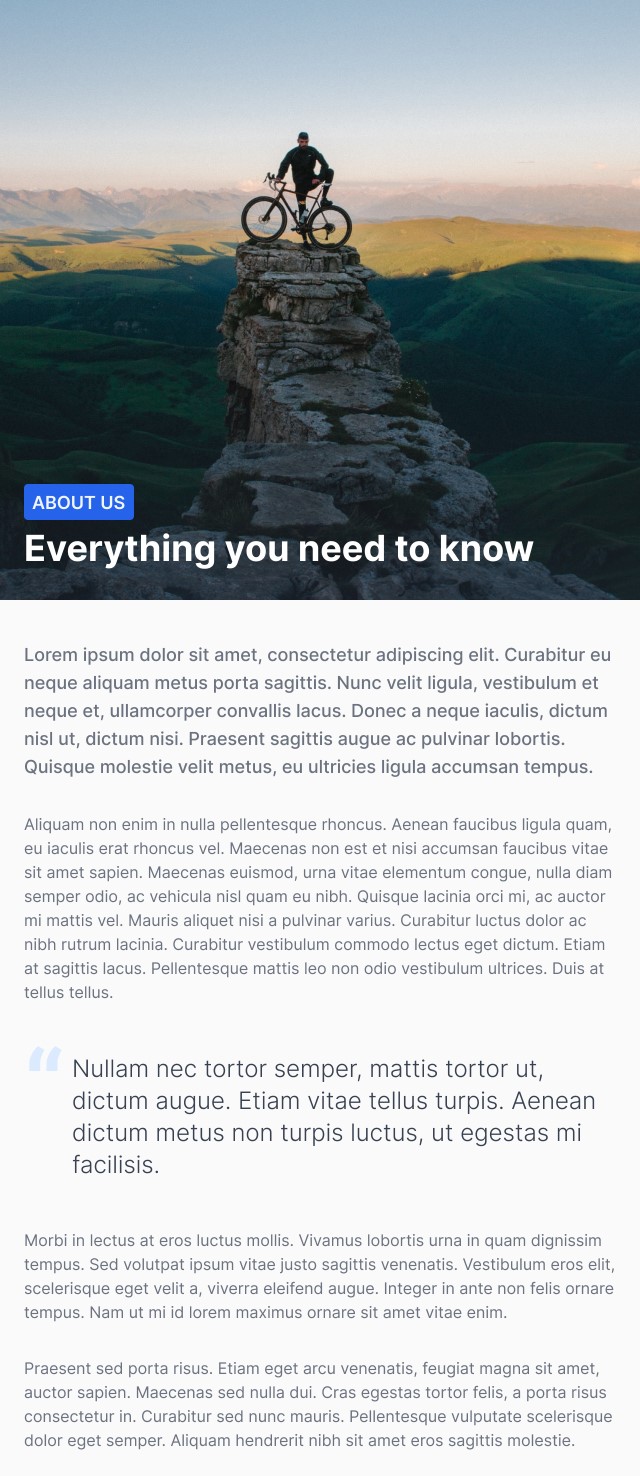 ABOUT US
Everything you need to know
Lorem ipsum dolor sit amet, consectetur adipiscing elit. Curabitur eu
neque aliquam metus porta sagittis. Nunc velit ligula, vestibulum et
neque et, ullamcorper convallis lacus. Donec a neque iaculis, dictum
nisl ut, dictum nisi. Praesent sagittis augue ac pulvinar lobortis.
Quisque molestie velit metus, eu ultricies ligula accumsan tempus.
Aliquam non enim in nulla pellentesque rhoncus. Aenean faucibus ligula quam,
eu iaculis erat rhoncus vel. Maecenas non est et nisi accumsan faucibus vitae
sit amet sapien. Maecenas euismod, urna vitae elementum congue, nulla diam
semper odio, ac vehicula nisl quam eu nibh. Quisque lacinia orci mi, ac auctor
mi mattis vel. Mauris aliquet nisi a pulvinar varius. Curabitur luctus dolor ac
nibh rutrum lacinia. Curabitur vestibulum commodo lectus eget dictum. Etiam
at sagittis lacus. Pellentesque mattis leo non odio vestibulum ultrices. Duis at
tellus tellus.
“ Nullam nec tortor semper, mattis tortor ut,
dictum augue. Etiam vitae tellus turpis. Aenean
dictum metus non turpis luctus, ut egestas mi
facilisis.
Morbi in lectus at eros luctus mollis. Vivamus lobortis urna in quam dignissim
tempus. Sed volutpat ipsum vitae justo sagittis venenatis. Vestibulum eros elit,
scelerisque eget velit a, viverra eleifend augue. Integer in ante non felis ornare
tempus. Nam ut mi id lorem maximus ornare sit amet vitae enim.
Praesent sed porta risus. Etiam eget arcu venenatis, feugiat magna sit amet,
auctor sapien. Maecenas sed nulla dui. Cras egestas tortor felis, a porta risus
consectetur in. Curabitur sed nunc mauris. Pellentesque vulputate scelerisque
dolor eget semper. Aliquam hendrerit nibh sit amet eros sagittis molestie.